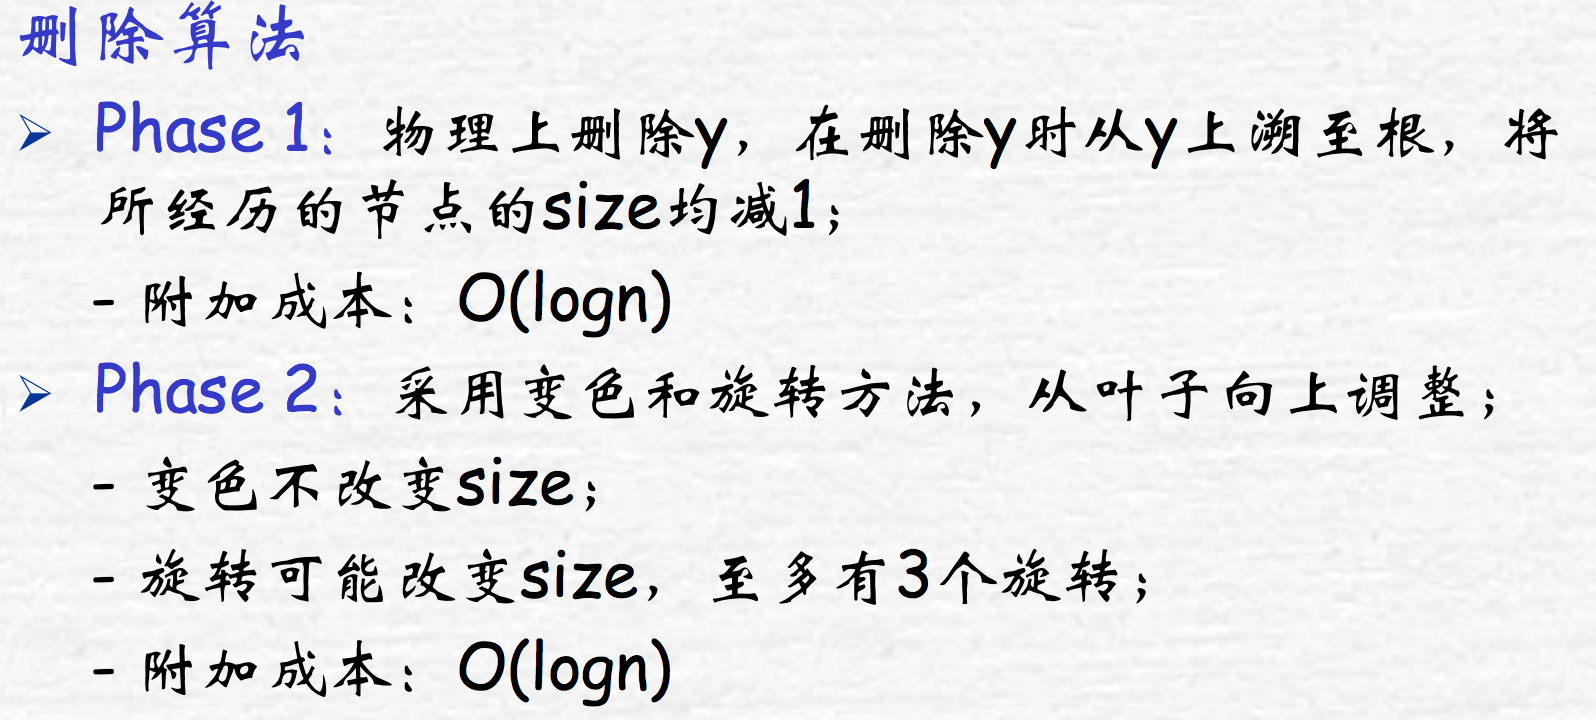 删除算法
Phase 1：物理上删除y，在删除y时从y上溯至根，将
所经历的节点的size均减1；
- 附加成本：O(logn)
Phase 2：采用变色和旋转方法，从叶子向上调整；
- 变色不改变size；
- 旋转可能改变size，至多有3个旋转；
- 附加成本：O(logn)